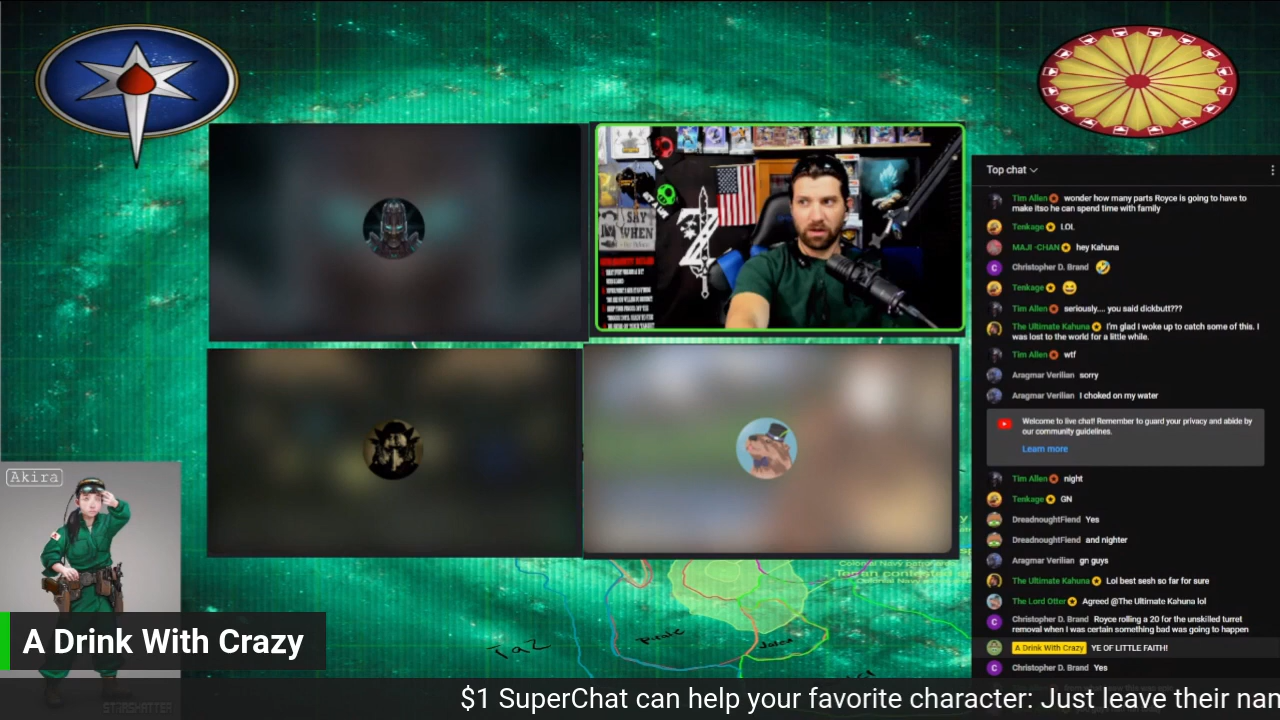 Top chat
Tim Allen wonder how many parts Royce is going to have to
make itso he can spend time with family
Tenkage LOL
MAJI -CHAN hey Kahuna
Christopher D. Brand
Tenkage
Tim Allen seriously.... you said dickbutt???
The Ultimate Kahuna I'm glad I woke up to catch some of this. I
was lost to the world for a little while.
Tim Allen wtf
Aragmar Verilian sorry
Aragmar Verilian I choked on my water
Welcome to live chat! Remember to guard your privacy and abide by
our community guidelines.
Learn more
Tim Allen night
Tenkage GN
DreadnoughtFiend Yes
DreadnoughtFiend and nighter
Aragmar Verilian gn guys
The Ultimate Kahuna Lol best sesh so far for sure
The Lord Otter Agreed @The Ultimate Kahuna lol
Christopher D. Brand Royce rolling a 20 for the unskilled turret
removal when I was certain something bad was going to happen
A Drink With Crazy YE OF LITTLE FAITH!
Christopher D. Brand Yes
SAY
WHEN
Akira
Taz
Pirate
A Drink With Crazy
$1 SuperChat can help your favorite character: Just leave their nan